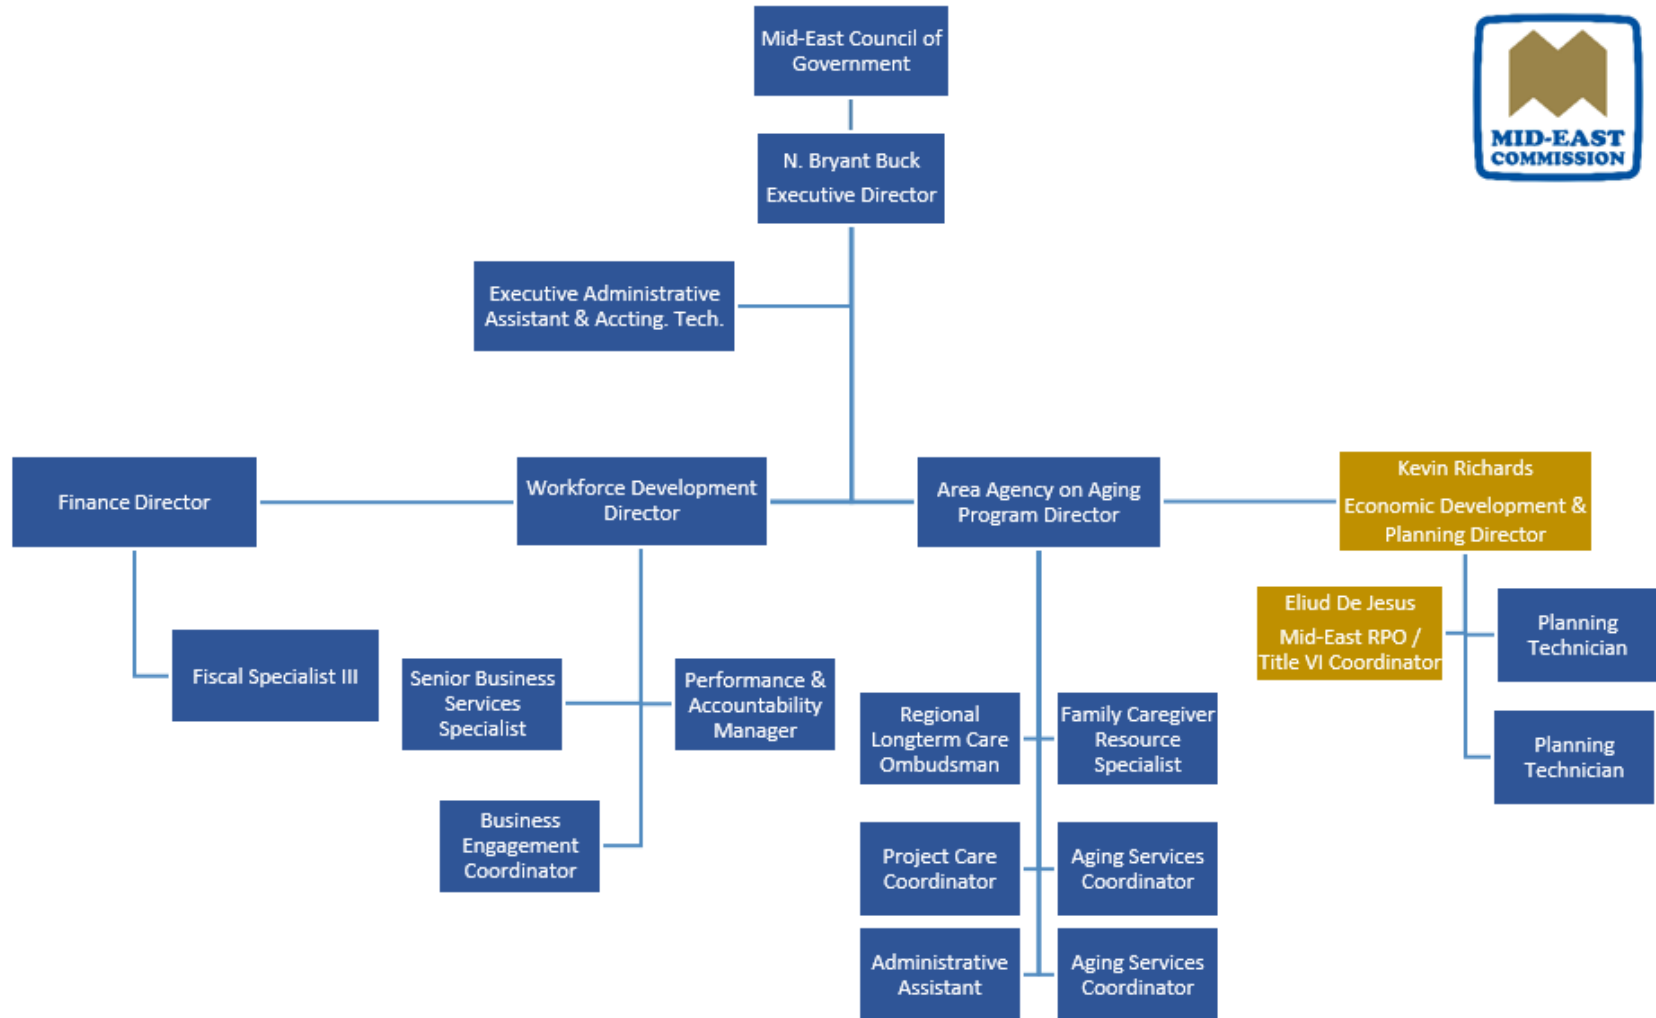 Mid-East Council of
Government
MID-EAST
COMMISSION
N. Bryant Buck
Executive Director
Executive Administrative
Assistant & Accting. Tech.
Finance Director
Workforce Development
Director
Area Agency on Aging
Program Director
Kevin Richards
Economic Development &
Planning Director
Fiscal Specialist III
Senior Business
Services
Specialist
Performance &
Accountability
Manager
Business
Engagement
Coordinator
Regional
Longterm Care
Ombudsman
Family Caregiver
Resource
Specialist
Project Care
Coordinator
Aging Services
Coordinator
Administrative
Assistant
Aging Services
Coordinator
Eliud De Jesus
Mid-East RPO /
Title VI Coordinator
Planning
Technician
Planning
Technician